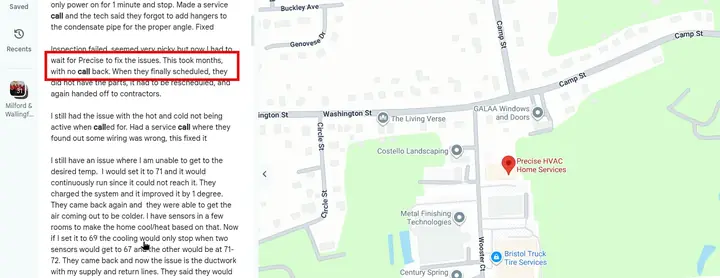 Saved
Recents
Milford &
Wallingf...
only power on for 1 minute and stop. Made a service
call and the tech said they forgot to add hangers to
the condensate pipe for the proper angle. Fixed
Inspection failed, seemed very picky but now I had to
wait for Precise to fix the issues. This took months,
with no call back. When they finally scheduled, they
did not have the parts, it had to be rescheduled, and
again handed off to contractors.
I still had the issue with the hot and cold not being
active when called for. Had a service call where they
found out some wiring was wrong, this fixed it
I still have an issue where I am unable to get to the
desired temp. I would set it to 71 and it would
continuously run since it could not reach it. They
charged the system and it improved it by 1 degree.
They came back again and they were able to get the
air coming out to be colder. I have sensors in a few
rooms to make the home cool/heat based on that. Now
if I set it to 69 the cooling would only stop when two
sensors would get to 67 and the other would be at 71-
72. They came back and now the issue is the ductwork
with my supply and return lines. They said they would
Buckley Ave
Genovese Dr
Camp St
Camp St
Camp St
ington St
Washington St
The Living Verse
GALAA Windows
and Doors
Circle St
Circle St
Costello Landscaping
Precise HVAC
Home Services
Metal Finishing
Technologies
Wooster Ct
Bristol Truck
Tire Services
Century Spring